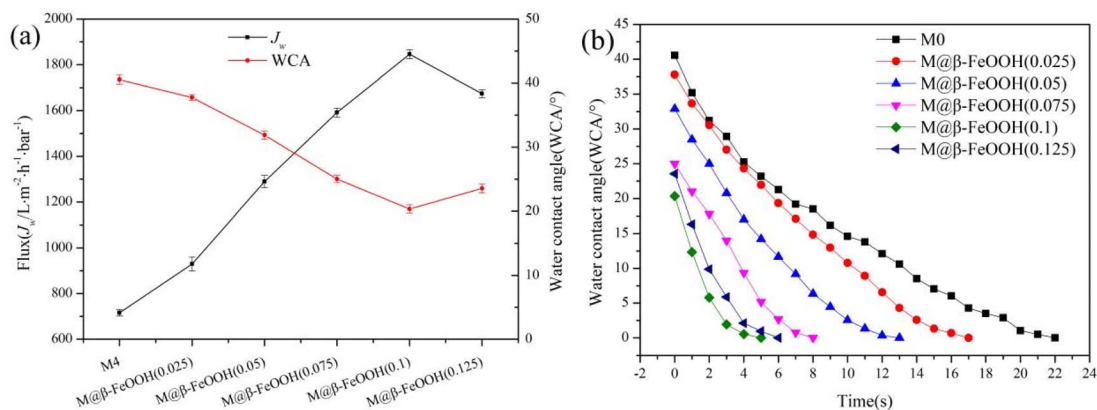 (a)
J_w
WCA
Flux(J_w/L·m⁻²·h⁻¹·bar⁻¹)
2000
1800
1600
1400
1200
1000
800
600
50
40
30
20
10
0
Water contact angle(WCA/°)
M4
M@β-FeOOH(0.025)
M@β-FeOOH(0.05)
M@β-FeOOH(0.075)
M@β-FeOOH(0.1)
M@β-FeOOH(0.125)
(b)
M0
M@β-FeOOH(0.025)
M@β-FeOOH(0.05)
M@β-FeOOH(0.075)
M@β-FeOOH(0.1)
M@β-FeOOH(0.125)
Water contact angle(WCA/°)
45
40
35
30
25
20
15
10
5
0
-2 0 2 4 6 8 10 12 14 16 18 20 22 24
Time(s)